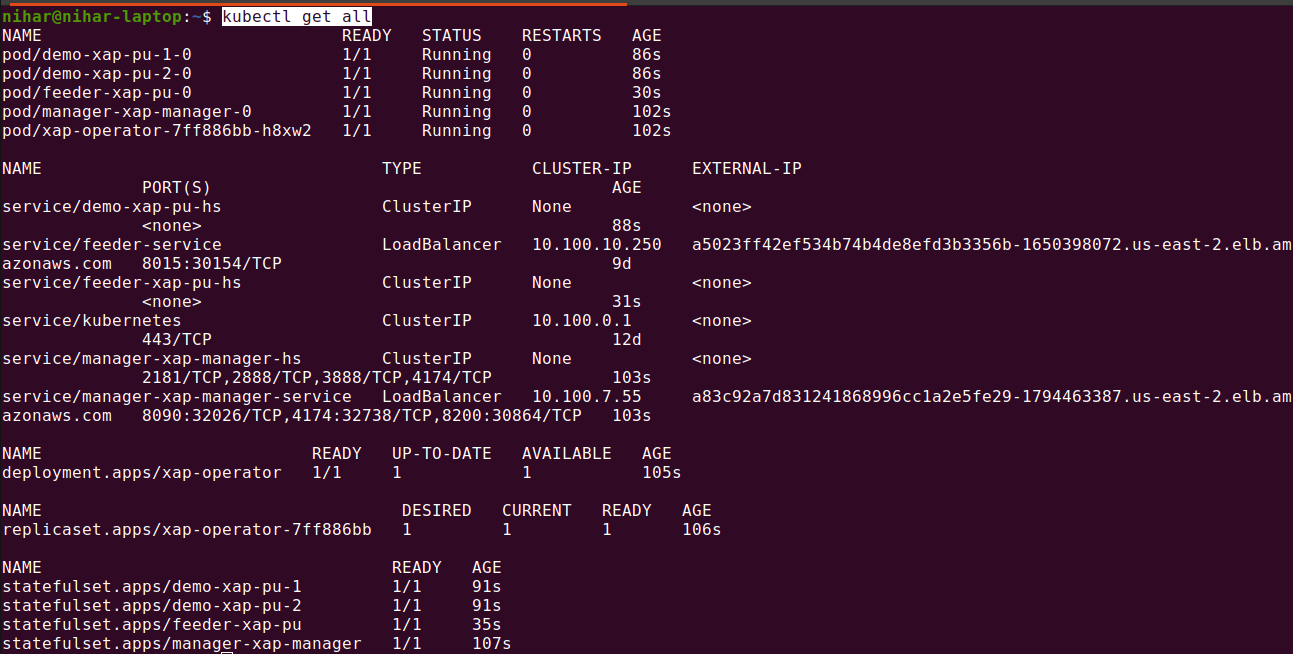 nihar@nihar-laptop:~$ kubectl get all
NAME READY STATUS RESTARTS AGE
pod/demo-xap-pu-1-0 1/1 Running 0 86s
pod/demo-xap-pu-2-0 1/1 Running 0 86s
pod/feeder-xap-pu-0 1/1 Running 0 30s
pod/manager-xap-manager-0 1/1 Running 0 102s
pod/xap-operator-7ff886bb-h8xw2 1/1 Running 0 102s
NAME TYPE CLUSTER-IP EXTERNAL-IP
PORT(S) AGE
service/demo-xap-pu-hs ClusterIP None <none>
<none> 88s
service/feeder-service LoadBalancer 10.100.10.250 a5023ff42ef534b74b4de8efd3b3356b-1650398072.us-east-2.elb.am
azonaws.com 8015:30154/TCP 9d
service/feeder-xap-pu-hs ClusterIP None <none>
<none> 31s
service/kubernetes ClusterIP 10.100.0.1 <none>
443/TCP 12d
service/manager-xap-manager-hs ClusterIP None <none>
2181/TCP,2888/TCP,3888/TCP,4174/TCP 103s
service/manager-xap-manager-service LoadBalancer 10.100.7.55 a83c92a7d831241868996cc1a2e5fe29-1794463387.us-east-2.elb.am
azonaws.com 8090:32026/TCP,4174:32738/TCP,8200:30864/TCP 103s
NAME READY UP-TO-DATE AVAILABLE AGE
deployment.apps/xap-operator 1/1 1 1 105s
NAME DESIRED CURRENT READY AGE
replicaset.apps/xap-operator-7ff886bb 1 1 1 106s
NAME READY AGE
statefulset.apps/demo-xap-pu-1 1/1 91s
statefulset.apps/demo-xap-pu-2 1/1 91s
statefulset.apps/feeder-xap-pu 1/1 35s
statefulset.apps/manager-xap-manager 1/1 107s